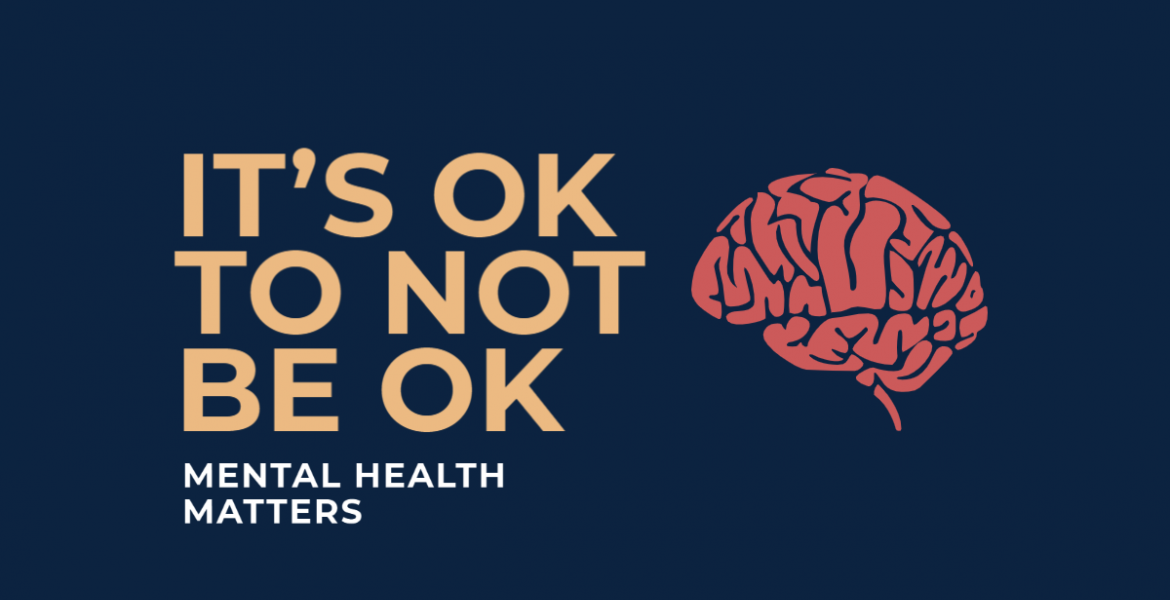 IT’S OK
TO NOT
BE OK
MENTAL HEALTH
MATTERS